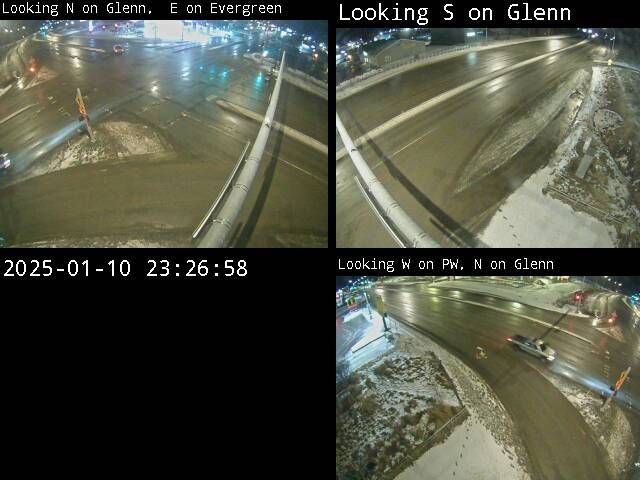 Looking N on Glenn,  E on Evergreen
Looking S on Glenn
2025-01-10 23:26:58
Looking W on PW, N on Glenn